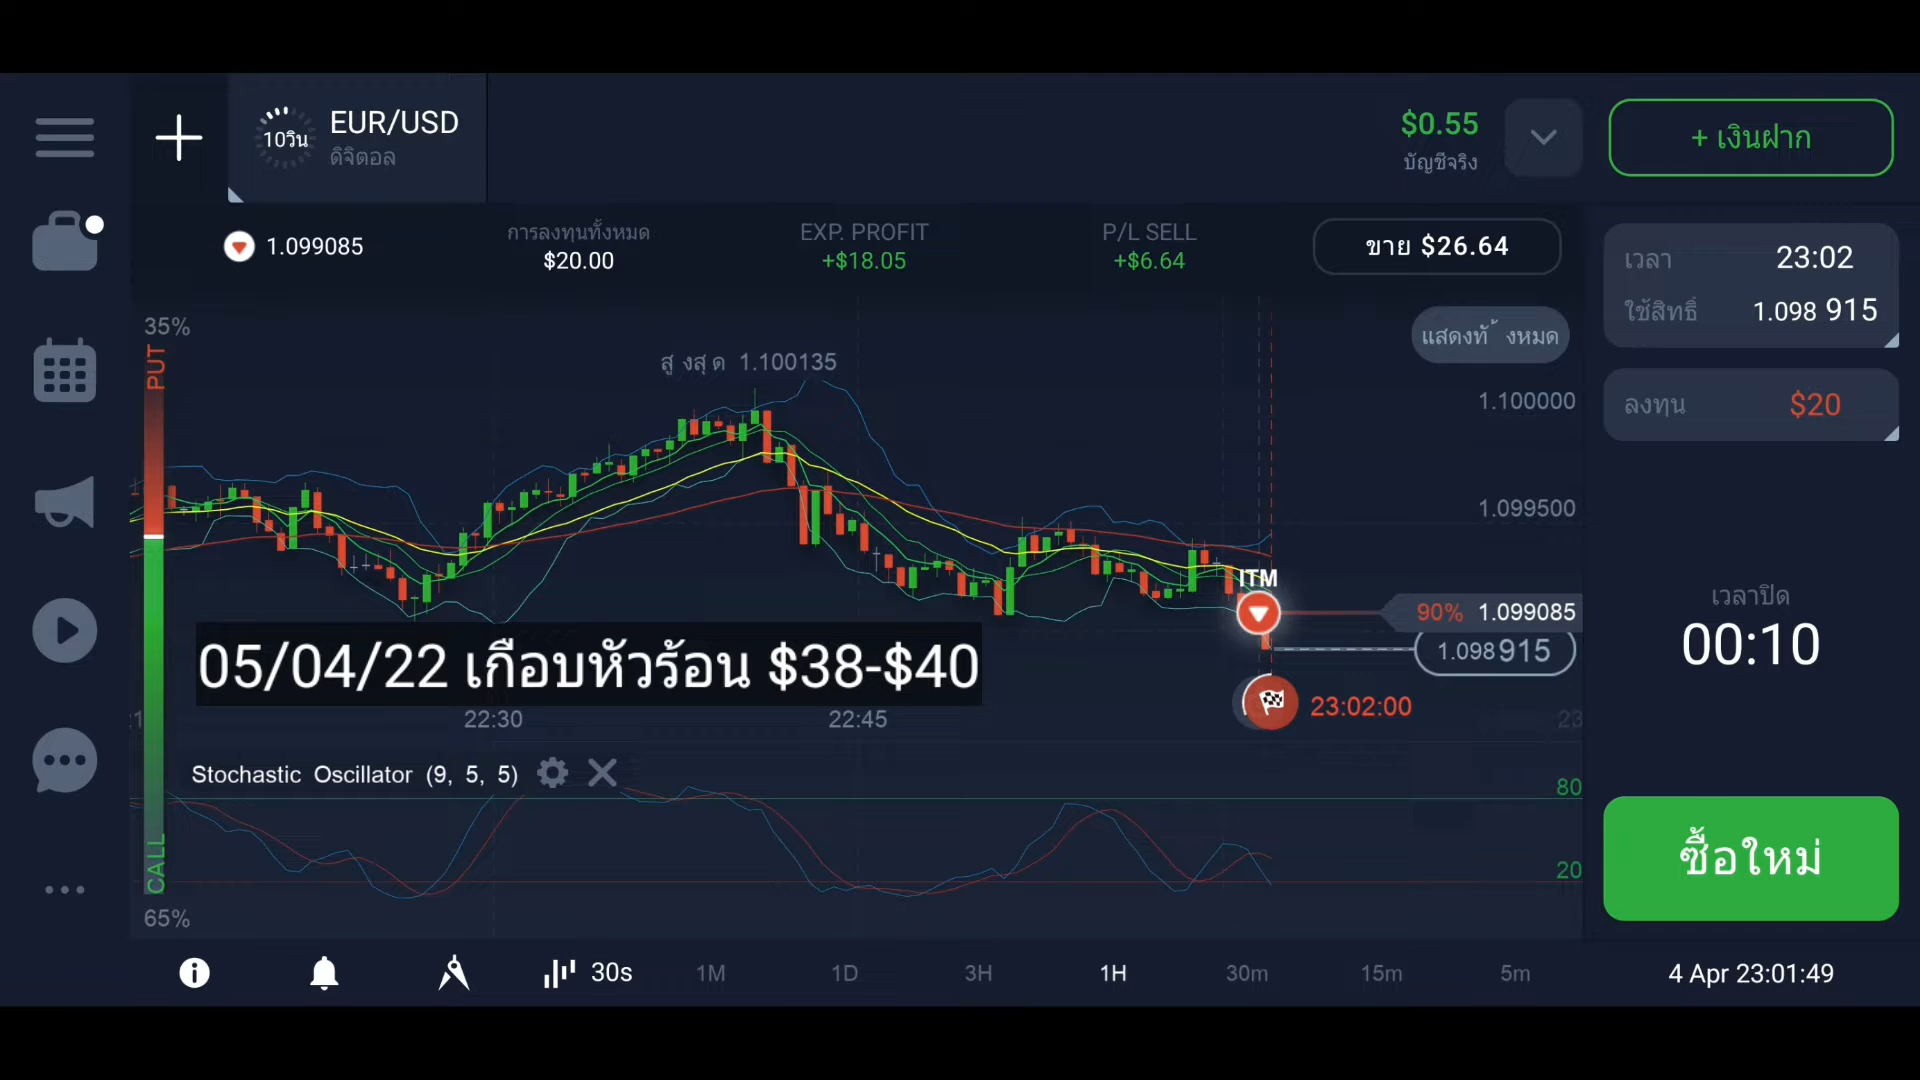 10วิน
EUR/USD
ดิจิตอล
$0.55
บัญชีจริง
+ เงินฝาก
1.099085
การลงทุนทั้งหมด
$20.00
EXP. PROFIT
+$18.05
P/L SELL
+$6.64
ขาย $26.64
เวลา 23:02
ใช้สิทธิ์ 1.098 915
ลงทุน $20
35%
PUT
แสดงทั้งหมด
สูงสุด 1.100135
1.100000
1.099500
ITM
90% 1.099085
1.098915
เวลาปิด
00:10
05/04/22 เกือบหัวร้อน $38-$40
23:02:00
22:30
22:45
23
Stochastic Oscillator (9, 5, 5)
80
20
CALL
65%
ซื้อใหม่
30s
1M
1D
3H
1H
30m
15m
5m
4 Apr 23:01:49